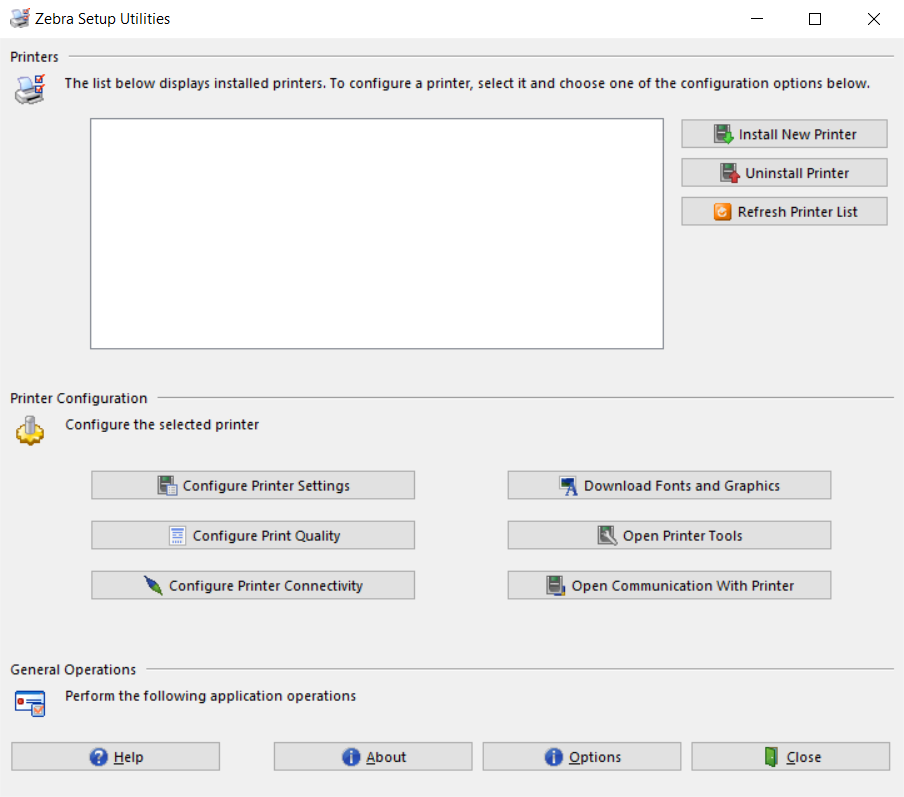 Zebra Setup Utilities
Printers
The list below displays installed printers. To configure a printer, select it and choose one of the configuration options below.
Install New Printer
Uninstall Printer
Refresh Printer List
Printer Configuration
Configure the selected printer
Configure Printer Settings
Download Fonts and Graphics
Configure Print Quality
Open Printer Tools
Configure Printer Connectivity
Open Communication With Printer
General Operations
Perform the following application operations
Help
About
Options
Close